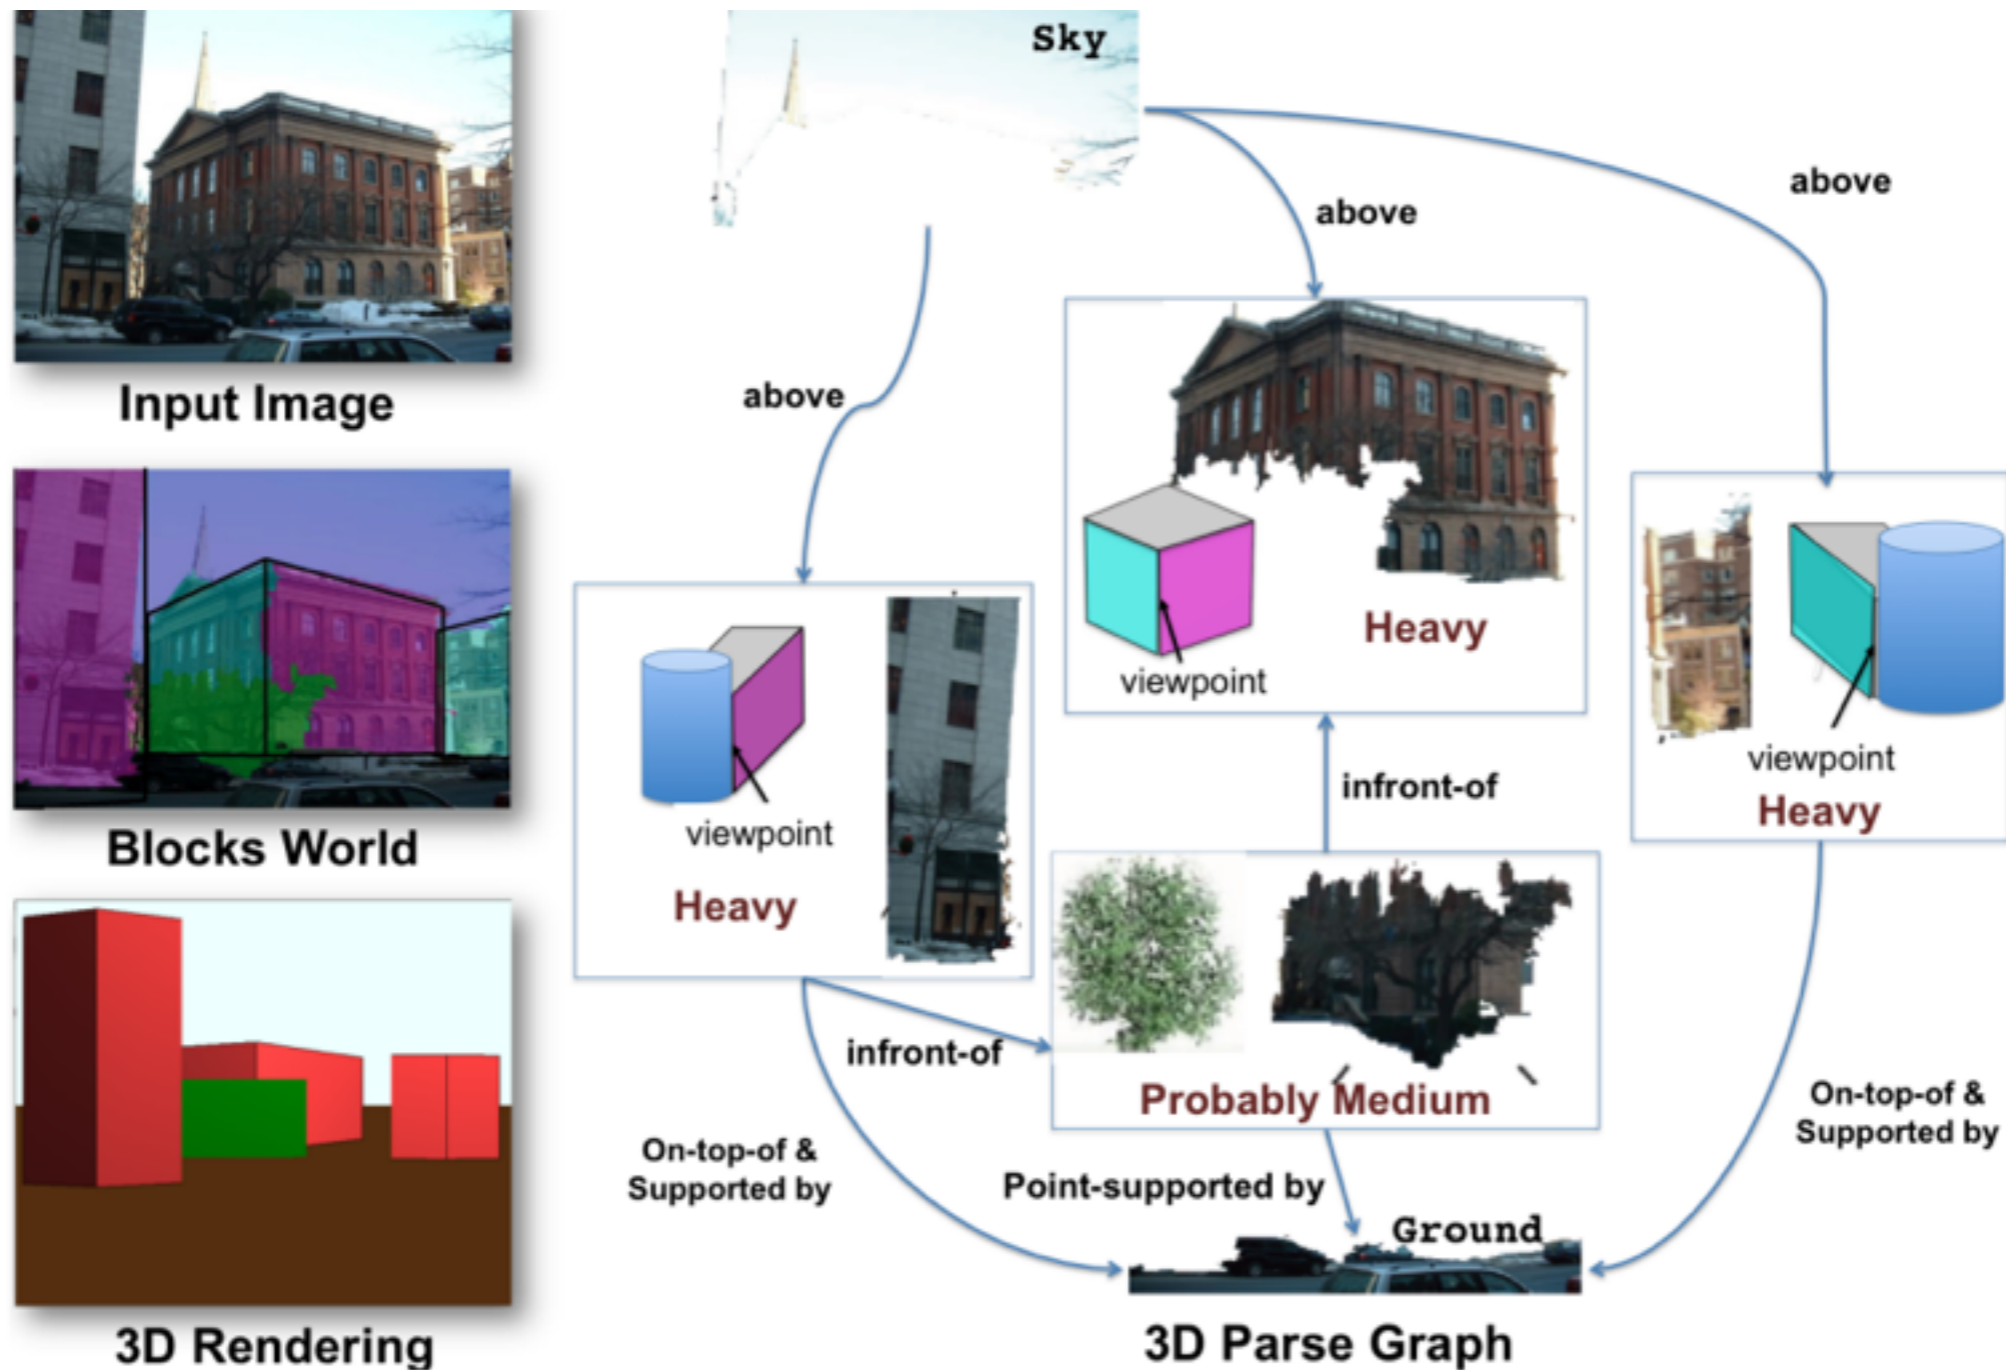 Input Image
Blocks World
3D Rendering
Sky
above
above
above
viewpoint
Heavy
viewpoint
Heavy
viewpoint
Heavy
infront-of
infront-of
Probably Medium
On-top-of &
Supported by
Point-supported by
On-top-of &
Supported by
Ground
3D Parse Graph